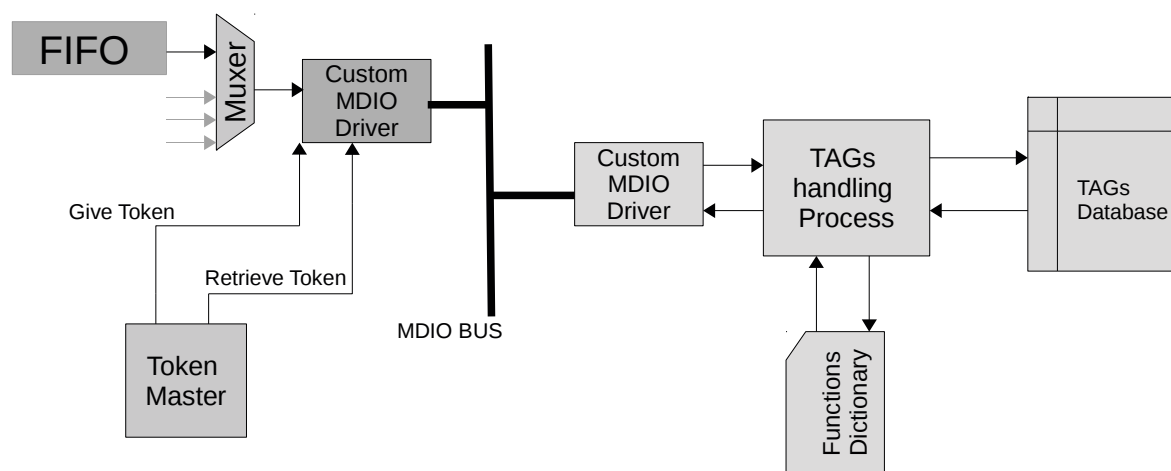 FIFO
Muxer
Custom
MDIO
Driver
Give Token
Retrieve Token
Token
Master
MDIO BUS
Custom
MDIO
Driver
TAGs
handling
Process
TAGs
Database
Functions
Dictionary